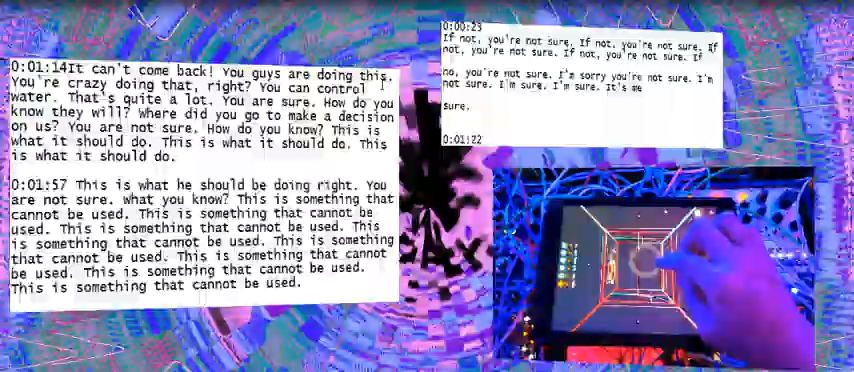 0:01:14It can't come back! You guys are doing this.
You're crazy doing that, right? You can control
water. That's quite a lot. You are sure. How do you
know they will? Where did you go to make a decision
on us? You are not sure. How do you know? This is
what it should do. This is what it should do. This
is what it should do.
0:01:57 This is what he should be doing right. You
are not sure. what you know? This is something that
cannot be used. This is something that cannot be
used. This is something that cannot be used. This
is something that cannot be used. This is something
that cannot be used. This is something that cannot
be used. This is something that cannot be used.
This is something that cannot be used.
0:00:23
If not, you're not sure. If not, you're not sure. If
not, you're not sure. If not, you're not sure. If
no, you're not sure. I'm sorry you're not sure. I'm
not sure. I'm sure. I'm sure. It's me
sure.
0:01:22